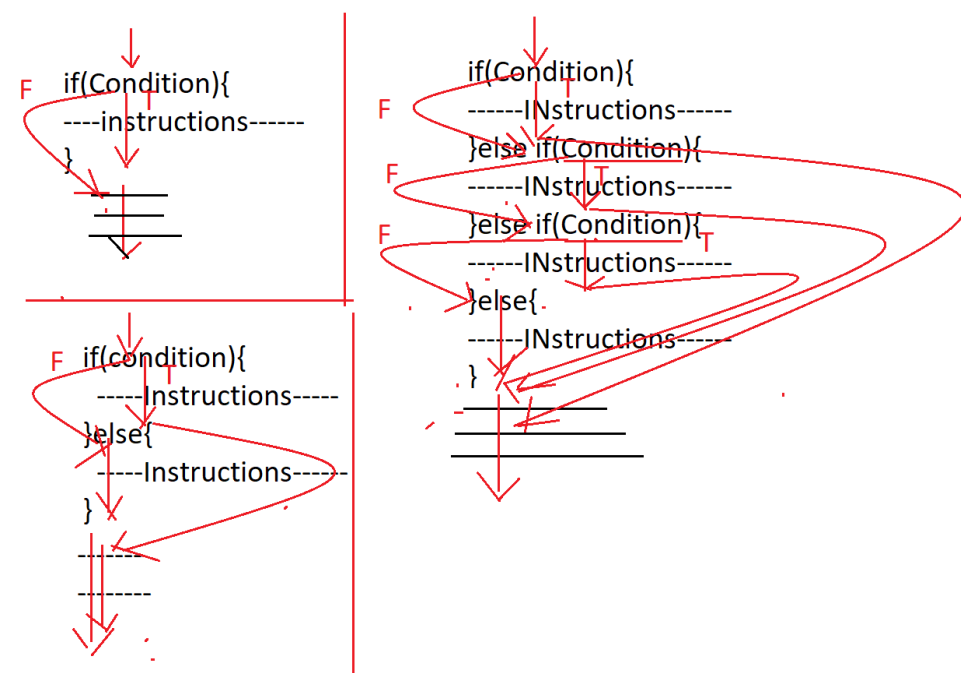 F if(Condition){
T
----instructions------
}
F if(condition){
T
-----Instructions-----
}else{
-----Instructions------
}
---------
---------
if(Condition){
T
F ------INstructions------
}else if(Condition){
F T
------INstructions------
}else if(Condition){
F T
------INstructions------
}else{
------INstructions------
}